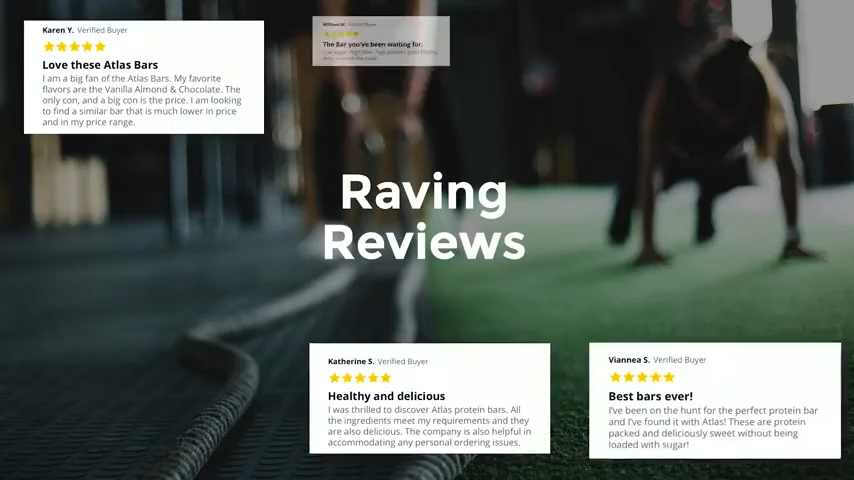 Karen Y. Verified Buyer
Love these Atlas Bars
I am a big fan of the Atlas Bars. My favorite
flavors are the Vanilla Almond & Chocolate. The
only con, and a big con is the price. I am looking
to find a similar bar that is much lower in price
and in my price range.
William W. Verified Buyer
The Bar you've been waiting for.
Raving
Reviews
Katherine S. Verified Buyer
Healthy and delicious
I was thrilled to discover Atlas protein bars. All
the ingredients meet my requirements and they
are also delicious. The company is also helpful in
accommodating any personal ordering issues.
Viannea S. Verified Buyer
Best bars ever!
I've been on the hunt for the perfect protein bar
and I've found it with Atlas! These are protein
packed and deliciously sweet without being
loaded with sugar!